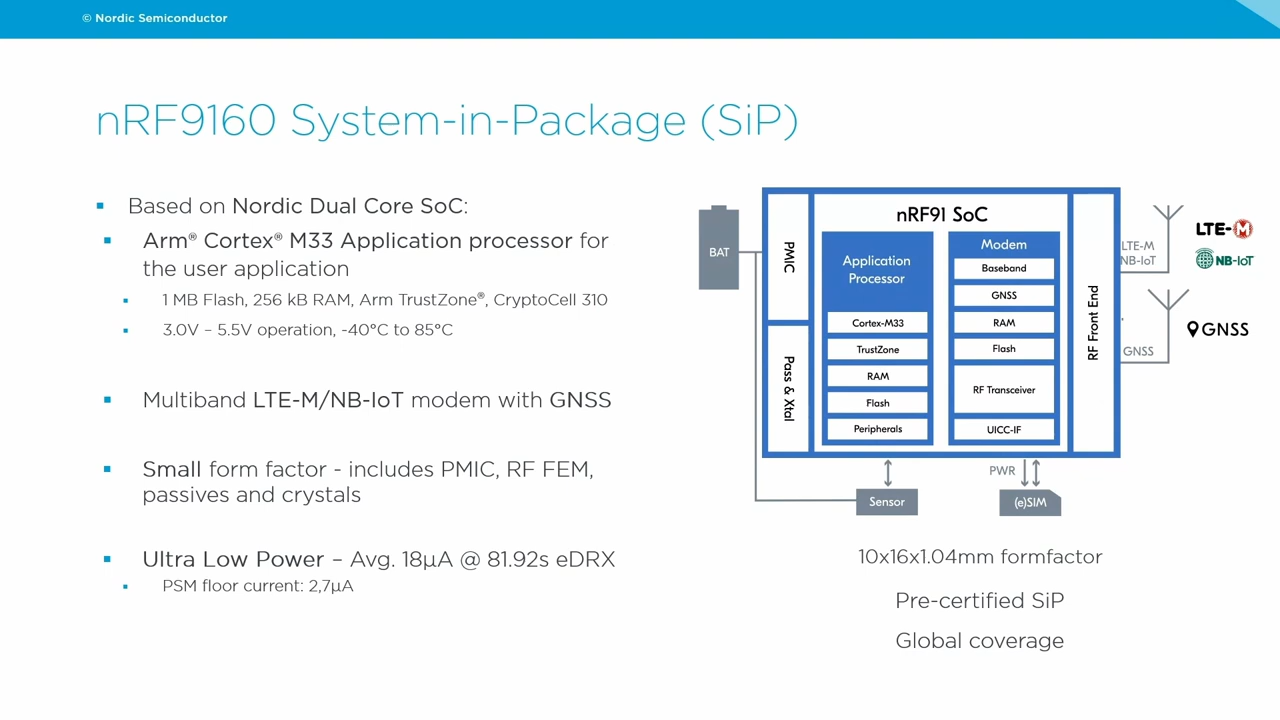 © Nordic Semiconductor
nRF9160 System-in-Package (SiP)
Based on Nordic Dual Core SoC:
Arm® Cortex® M33 Application processor for
the user application
1 MB Flash, 256 kB RAM, Arm TrustZone®, CryptoCell 310
3.0V – 5.5V operation, -40°C to 85°C
Multiband LTE-M/NB-IoT modem with GNSS
Small form factor - includes PMIC, RF FEM,
passives and crystals
Ultra Low Power – Avg. 18µA @ 81.92s eDRX
PSM floor current: 2,7µA
BAT
PMIC
Pass & Xtal
nRF91 SoC
Application
Processor
Cortex-M33
TrustZone
RAM
Flash
Peripherals
Modem
Baseband
GNSS
RAM
Flash
RF Transceiver
UICC-IF
RF Front End
LTE-M
NB-IoT
LTE-M
NB-IoT
GNSS
GNSS
Sensor
PWR
(e)SIM
10x16x1.04mm formfactor
Pre-certified SiP
Global coverage